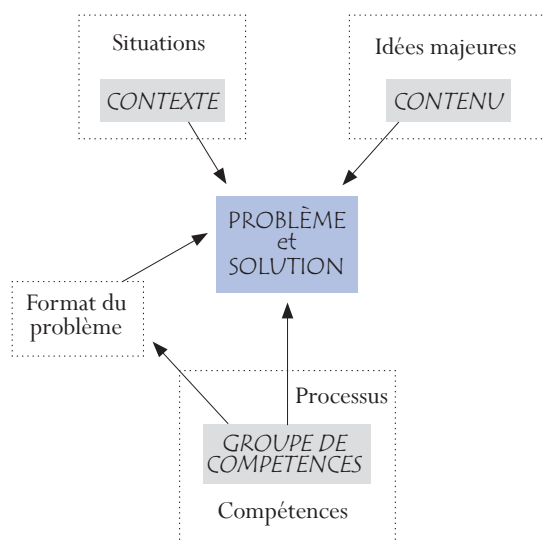 Situations
CONTEXTE
Idées majeures
CONTENU
PROBLÈME
et
SOLUTION
Format du
problème
Processus
GROUPE DE
COMPETENCES
Compétences